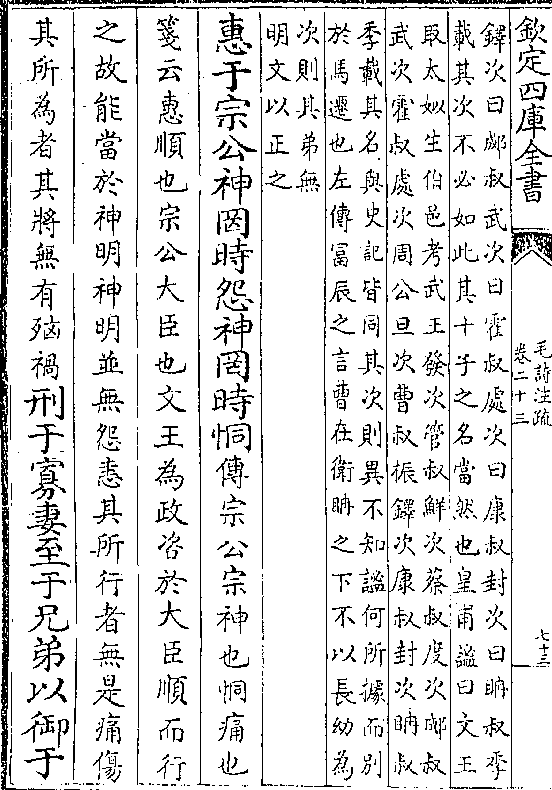 欽定四庫全書
毛詩注疏
卷二十三
七十三
鐸次曰郕叔武次曰霍叔處次曰康叔封次曰聃叔季
載其次不必如此其十子之名當然也皇甫謐曰文王
取太姒生伯邑考武王發次管叔鮮次蔡叔度次郕叔
武次霍叔處次周公旦次曹叔振鐸次康叔封次聃叔
季載其名與史記皆同其次則異不知謐何所據而別
於馬遷也左傳富辰之言曹在衛聃之下不以長幼為
次則其弟無
明文以正之
惠于宗公神罔時怨神罔時恫傳宗公宗神也恫痛也
箋云惠順也宗公大臣也文王為政咨於大臣順而行
之故能當於神明神明並無怨恚其所行者無是痛傷
其所為者其將無有殃禍刑于寡妻至于兄弟以御于